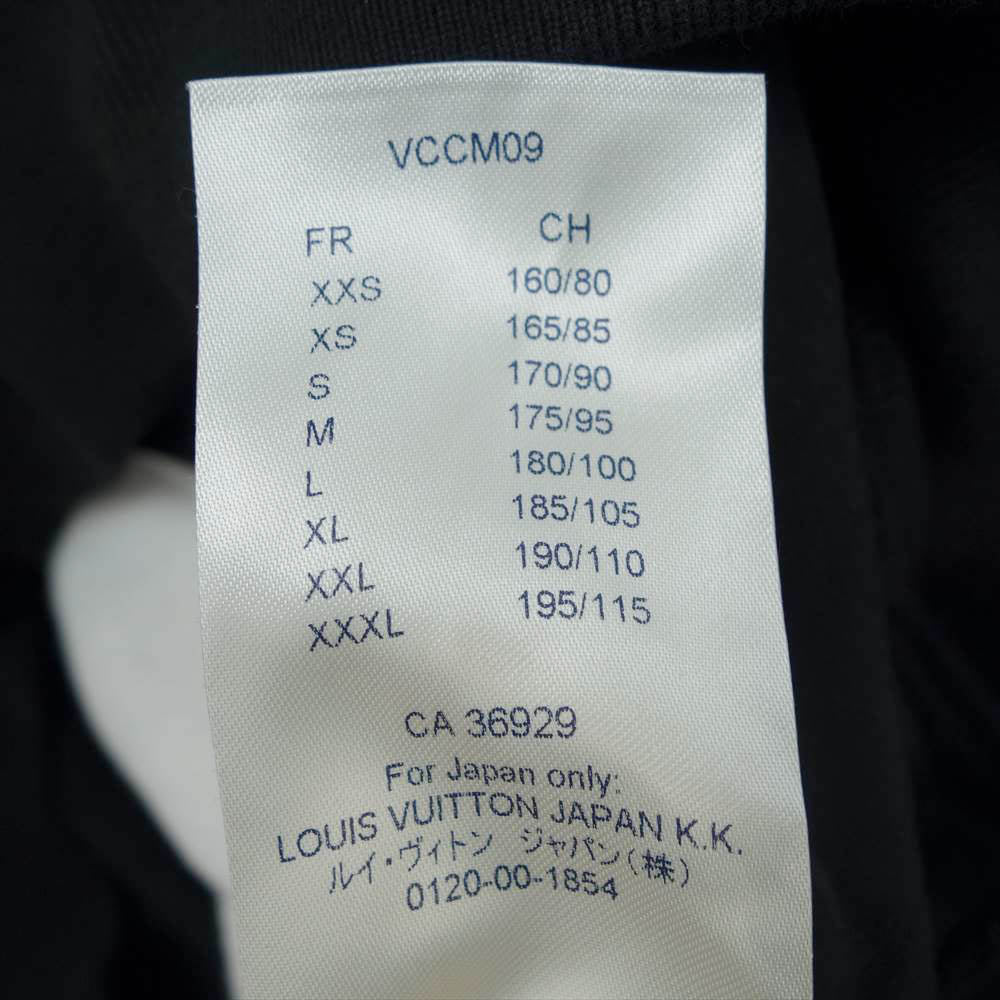 VCCM09
FR CH
XXS 160/80
XS 165/85
S 170/90
M 175/95
L 180/100
XL 185/105
XXL 190/110
XXXL 195/115
CA 36929
For Japan only:
LOUIS VUITTON JAPAN K.K.
ルイ・ヴィトン ジャパン(株)
0120-00-1854